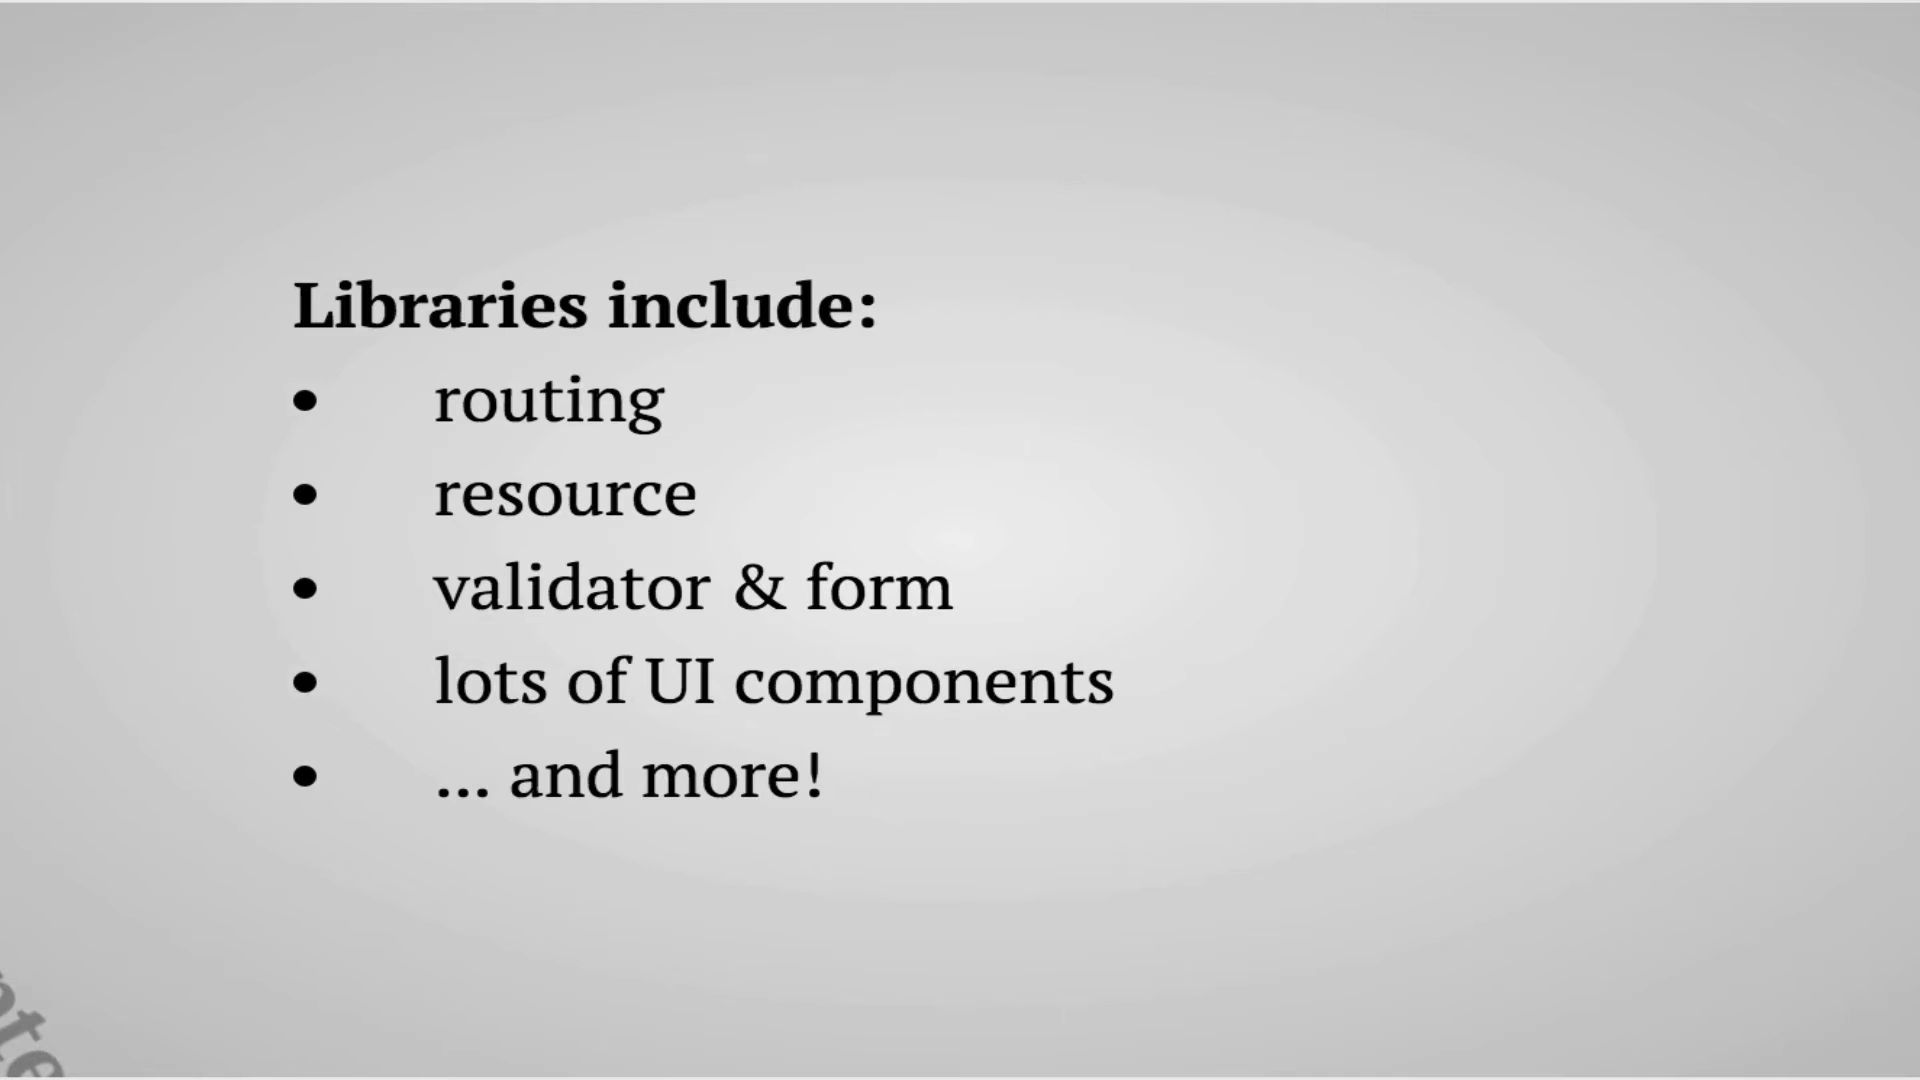 Libraries include:
• routing
• resource
• validator & form
• lots of UI components
• ... and more!